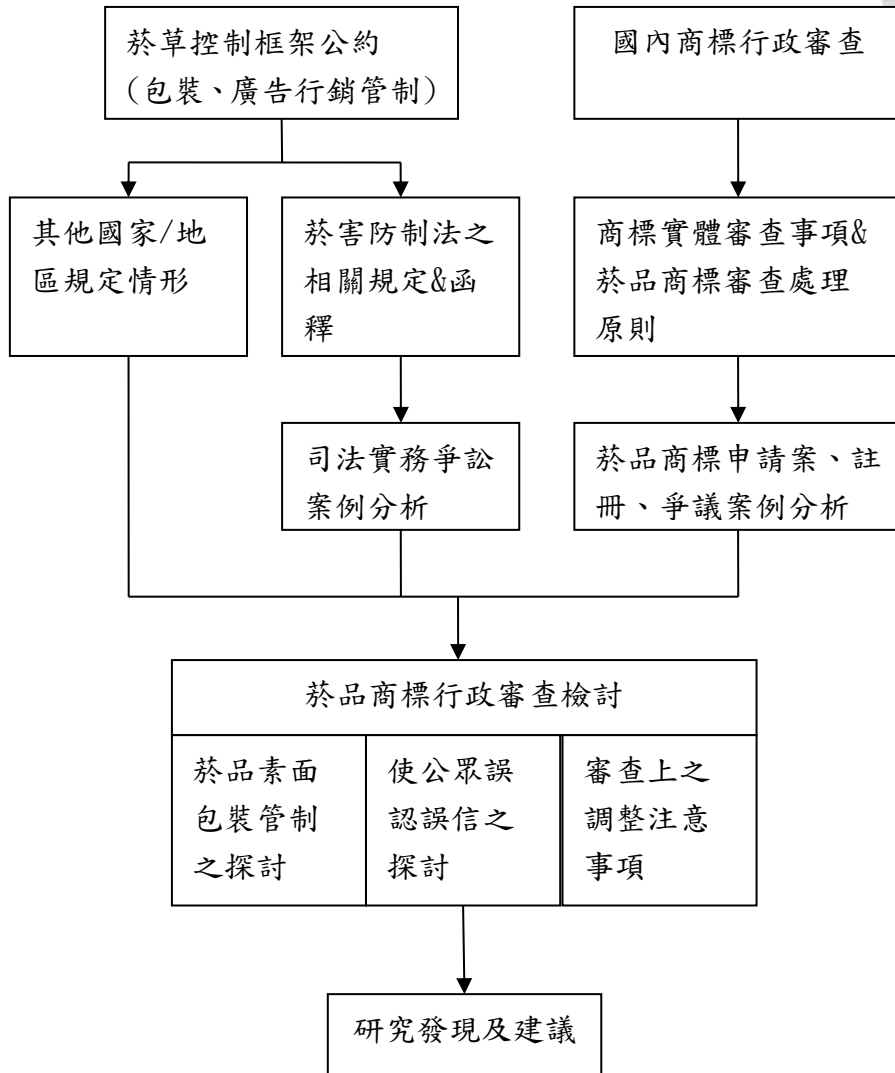 菸草控制框架公約
(包裝、廣告行銷管制)
國內商標行政審查
其他國家/地
區規定情形
菸害防制法之
相關規定&函
釋
商標實體審查事項&
菸品商標審查處理
原則
司法實務爭訟
案例分析
菸品商標申請案、註
冊、爭議案例分析
菸品商標行政審查檢討
菸品素面
包裝管制
之探討
使公眾誤
認誤信之
探討
審查上之
調整注意
事項
研究發現及建議